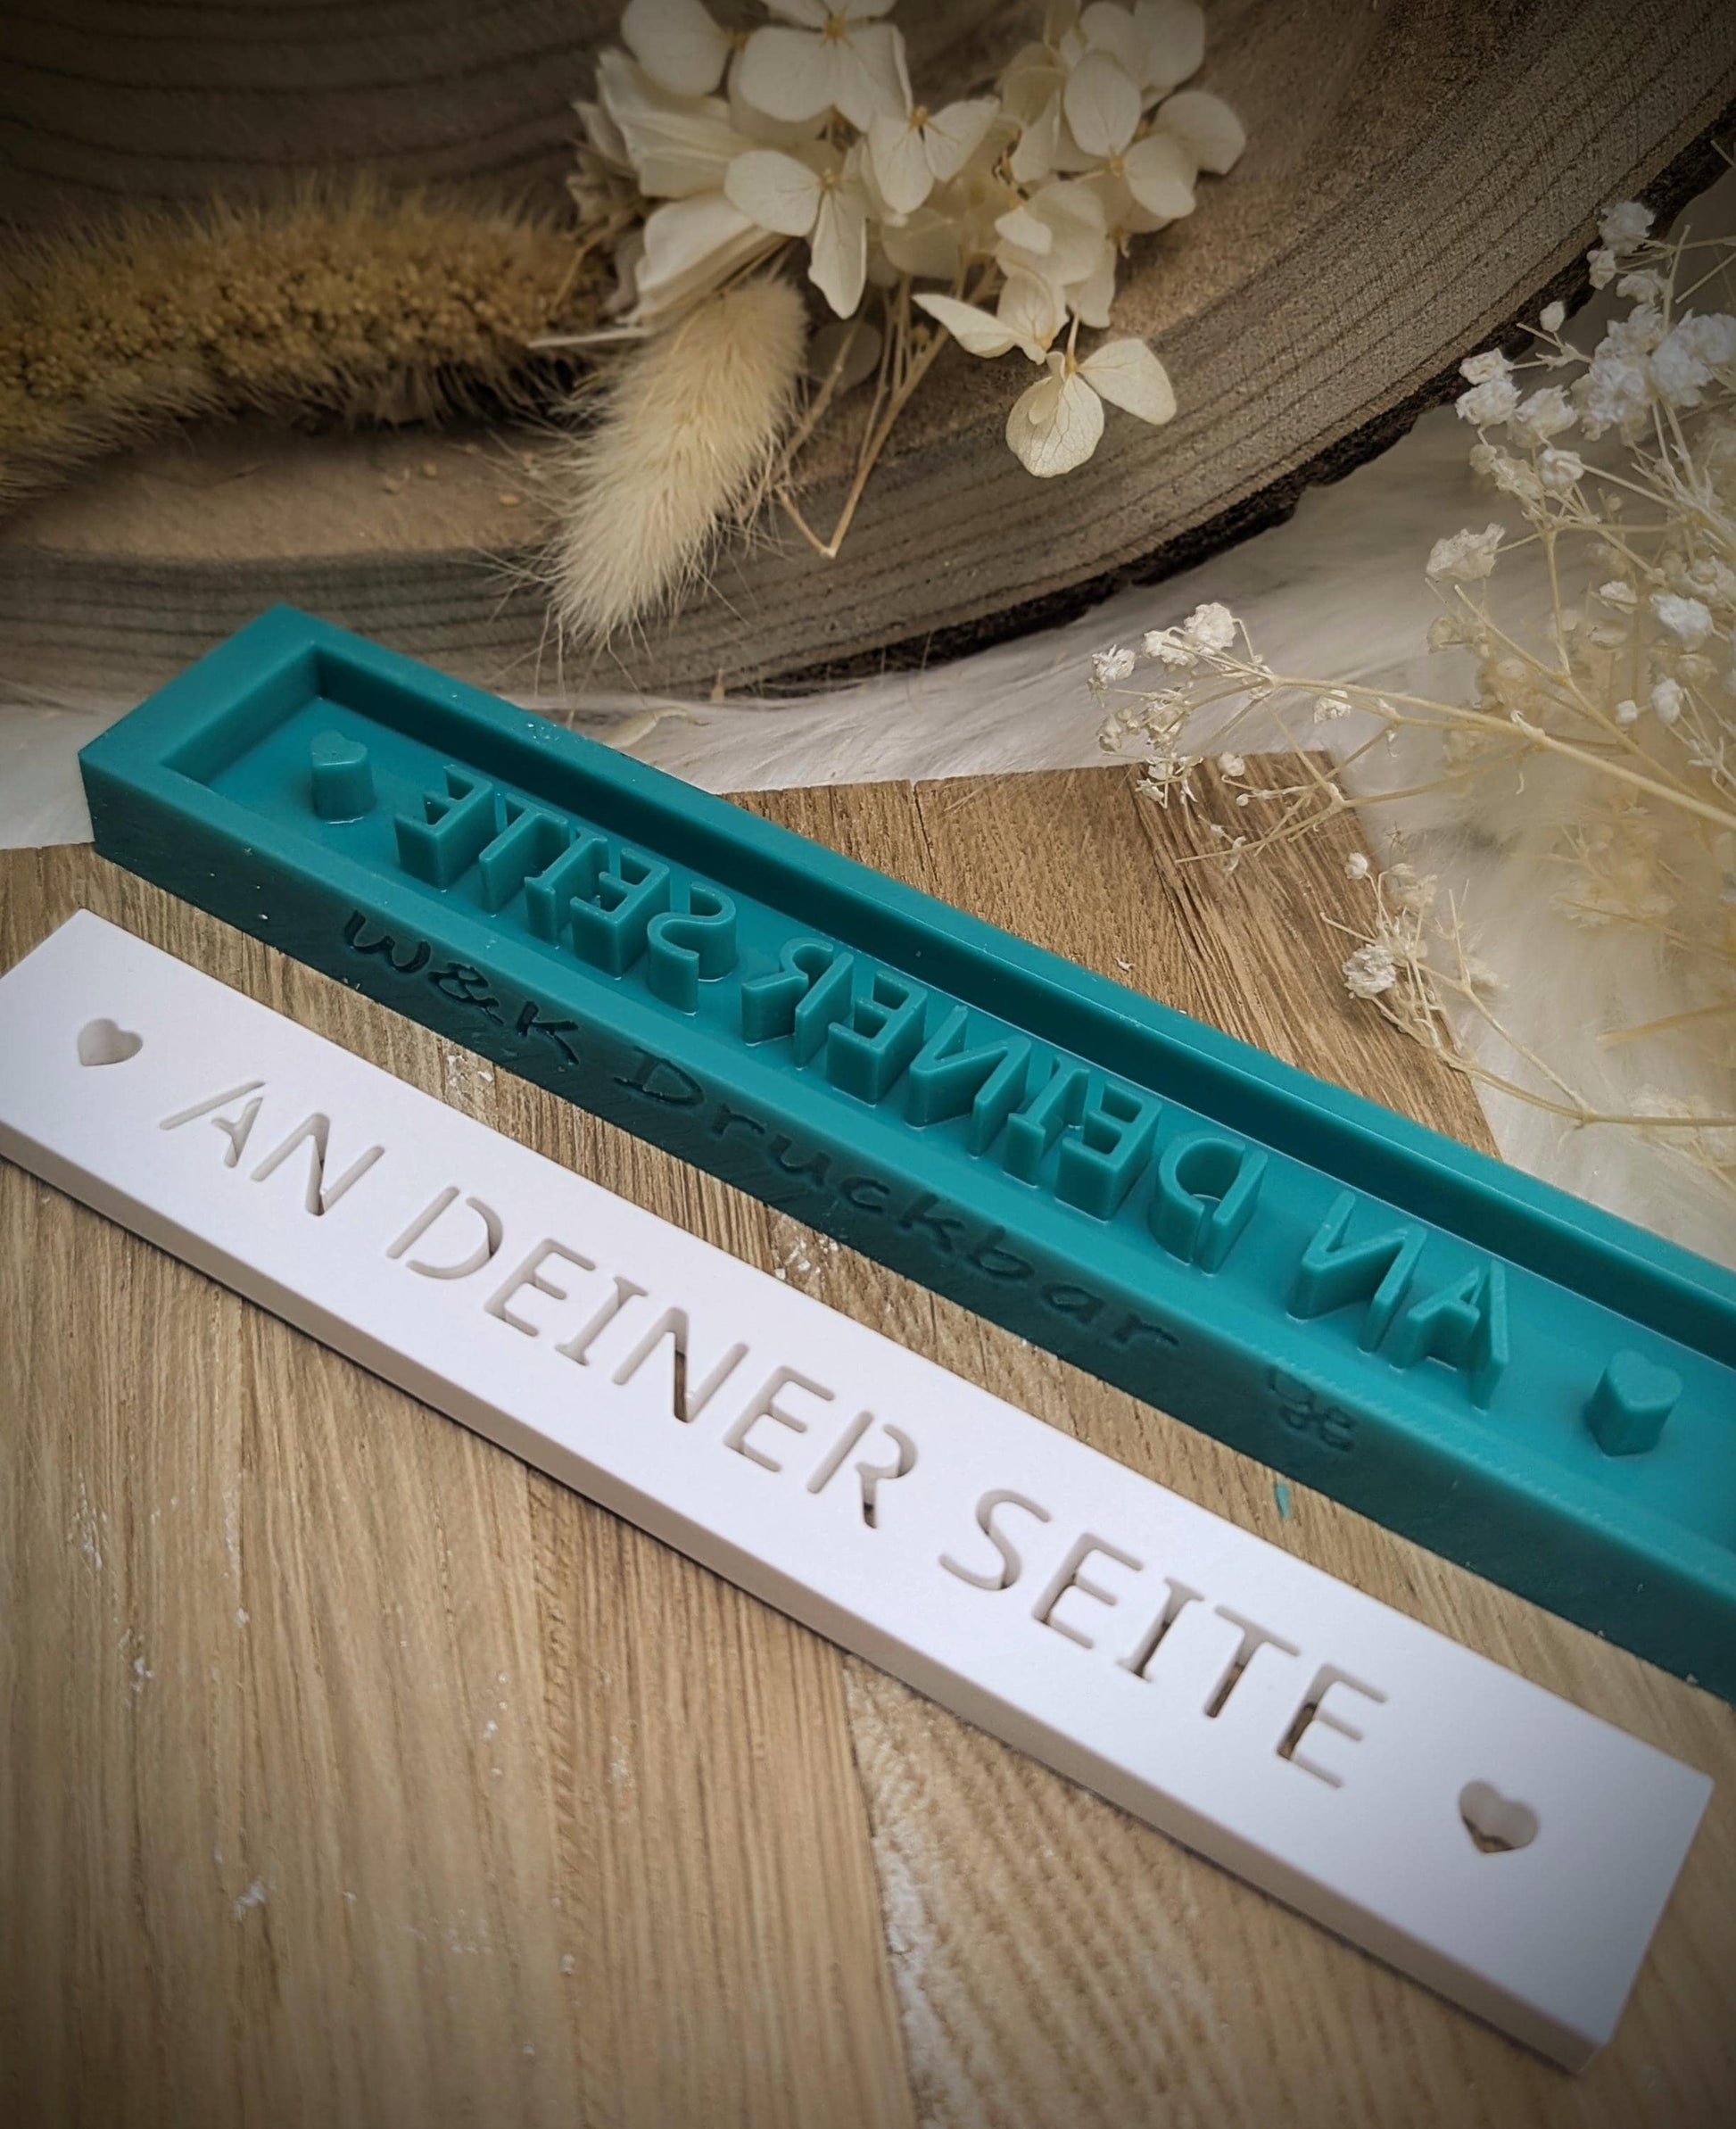 AN DEINER SEITE
W&K Druckbar
AN DEINER SEITE